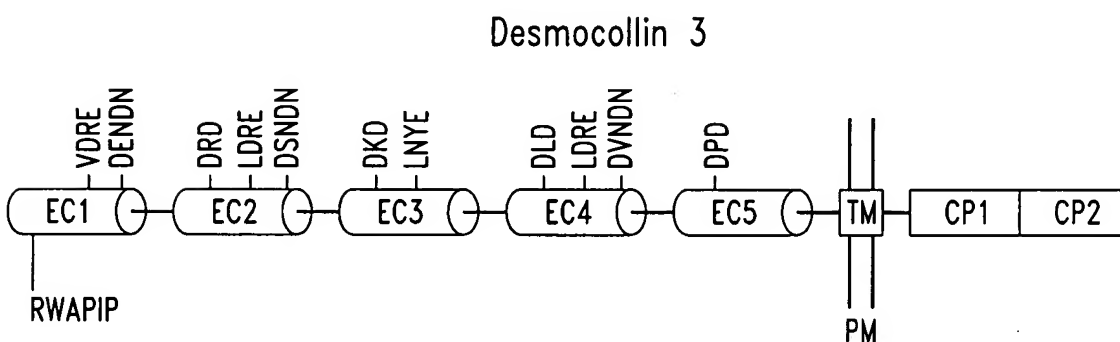 Desmocollin 3
VDRE
DENDN
DRD
LDRE
DSNDN
DKD
LNYE
DLD
LDRE
DVNDN
DPD
EC1
EC2
EC3
EC4
EC5
TM
CP1
CP2
RWAPIP
PM